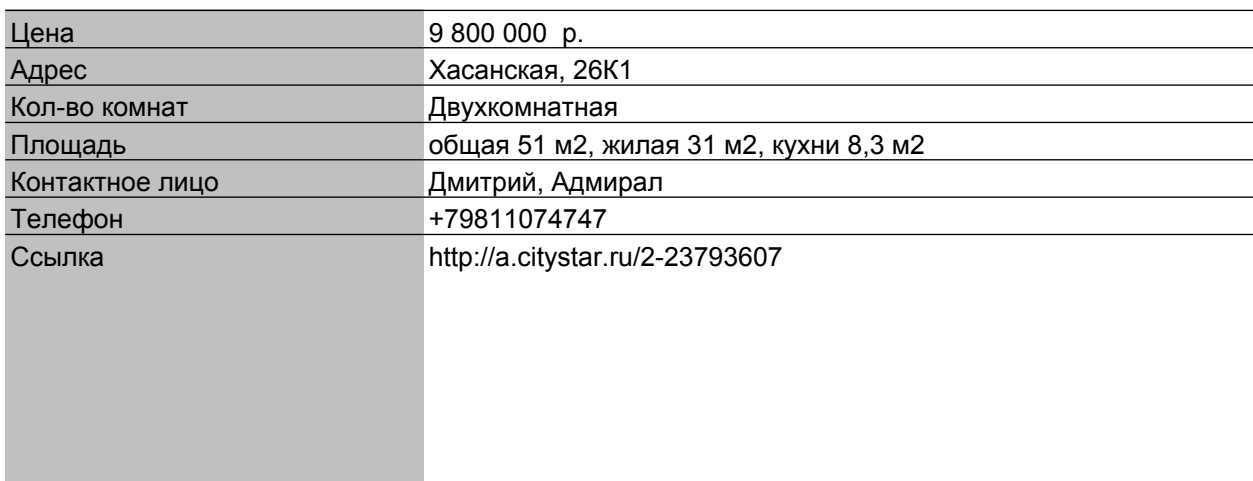 Цена 9 800 000 р.
Адрес Хасанская, 26К1
Кол-во комнат Двухкомнатная
Площадь общая 51 м2, жилая 31 м2, кухни 8,3 м2
Контактное лицо Дмитрий, Адмирал
Телефон +79811074747
Ссылка http://a.citystar.ru/2-23793607